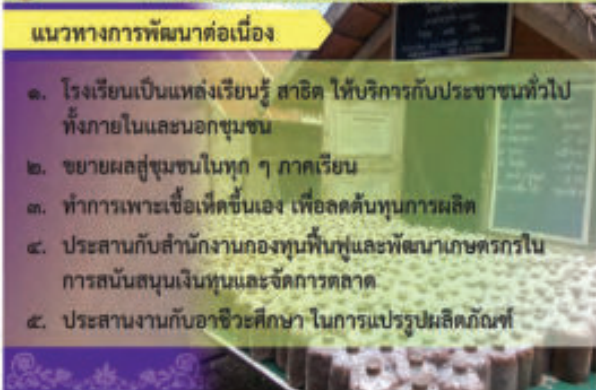 แนวทางการพัฒนาต่อเนื่อง
๑. โรงเรียนเป็นแหล่งเรียนรู้ สาธิต ให้บริการกับประชาชนทั่วไป
ทั้งภายในและนอกชุมชน
๒. ขยายผลสู่ชุมชนในทุก ๆ ภาคเรียน
๓. ทำการเพาะเชื้อเห็ดขึ้นเอง เพื่อลดต้นทุนการผลิต
๔. ประสานกับสำนักงานกองทุนฟื้นฟูและพัฒนาเกษตรกรใน
การสนับสนุนเงินทุนและจัดการตลาด
๕. ประสานงานกับอาชีวะศึกษา ในการแปรรูปผลิตภัณฑ์